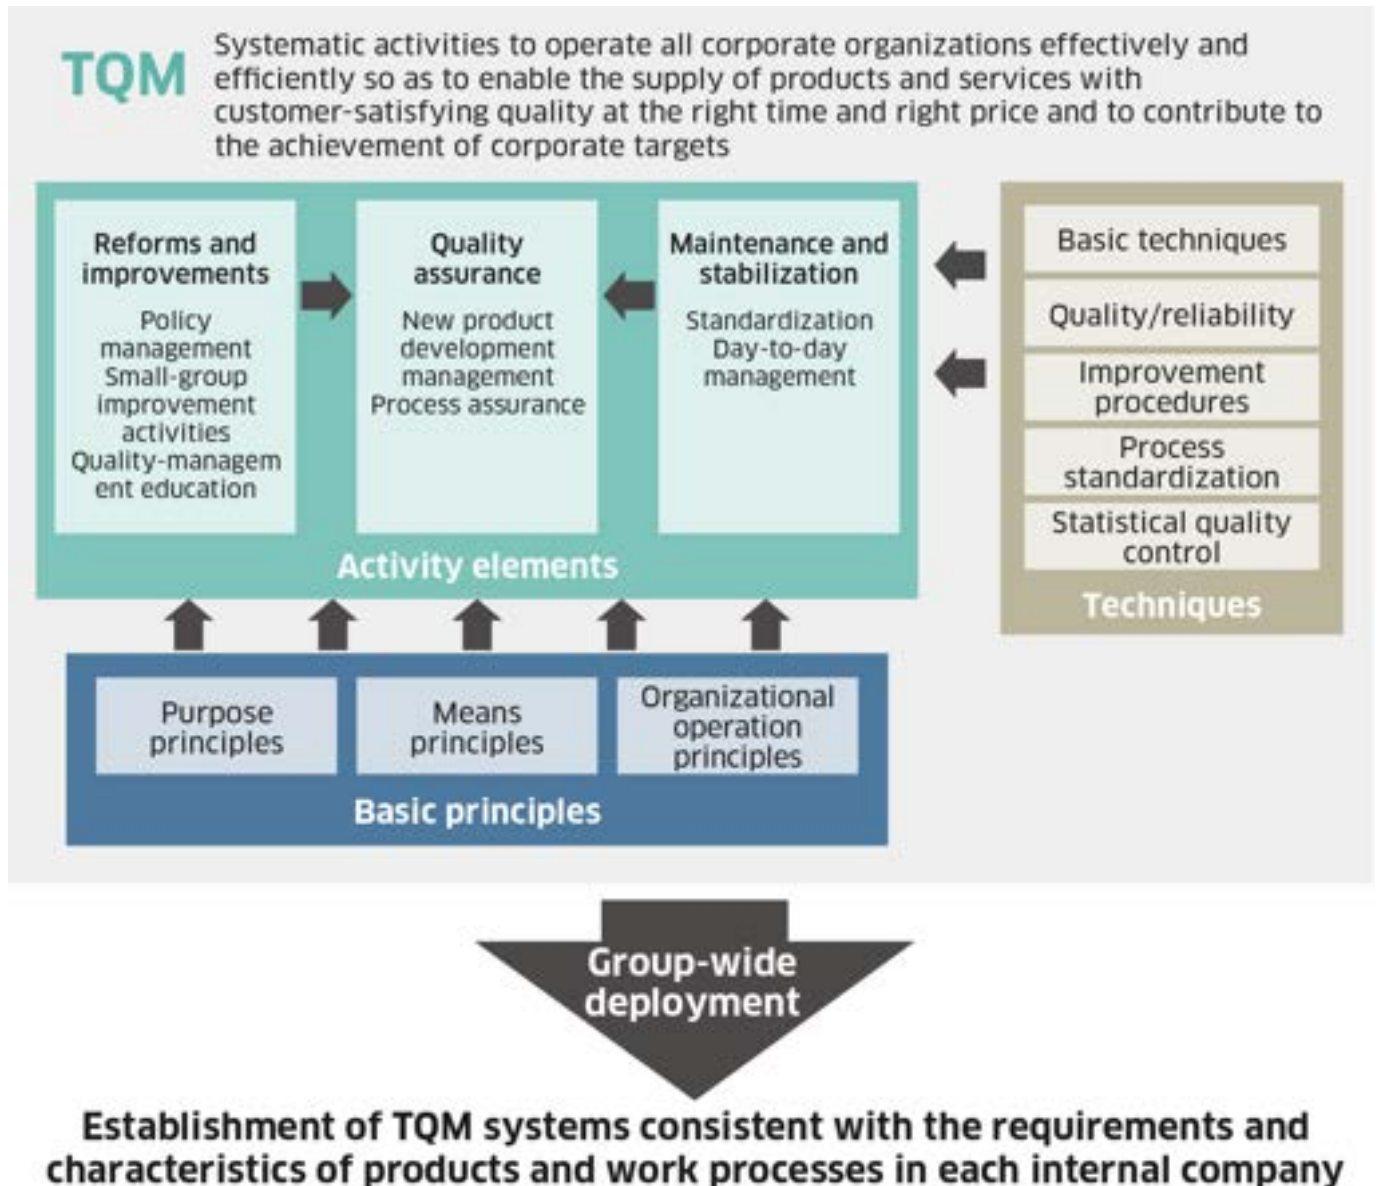 TQM
Systematic activities to operate all corporate organizations effectively and
efficiently so as to enable the supply of products and services with
customer-satisfying quality at the right time and right price and to contribute to
the achievement of corporate targets
Reforms and
improvements
Policy
management
Small-group
improvement
activities
Quality-managem
ent education
Quality
assurance
New product
development
management
Process assurance
Maintenance and
stabilization
Standardization
Day-to-day
management
Activity elements
Basic techniques
Quality/reliability
Improvement
procedures
Process
standardization
Statistical quality
control
Techniques
Purpose
principles
Means
principles
Organizational
operation
principles
Basic principles
Group-wide
deployment
Establishment of TQM systems consistent with the requirements and
characteristics of products and work processes in each internal company